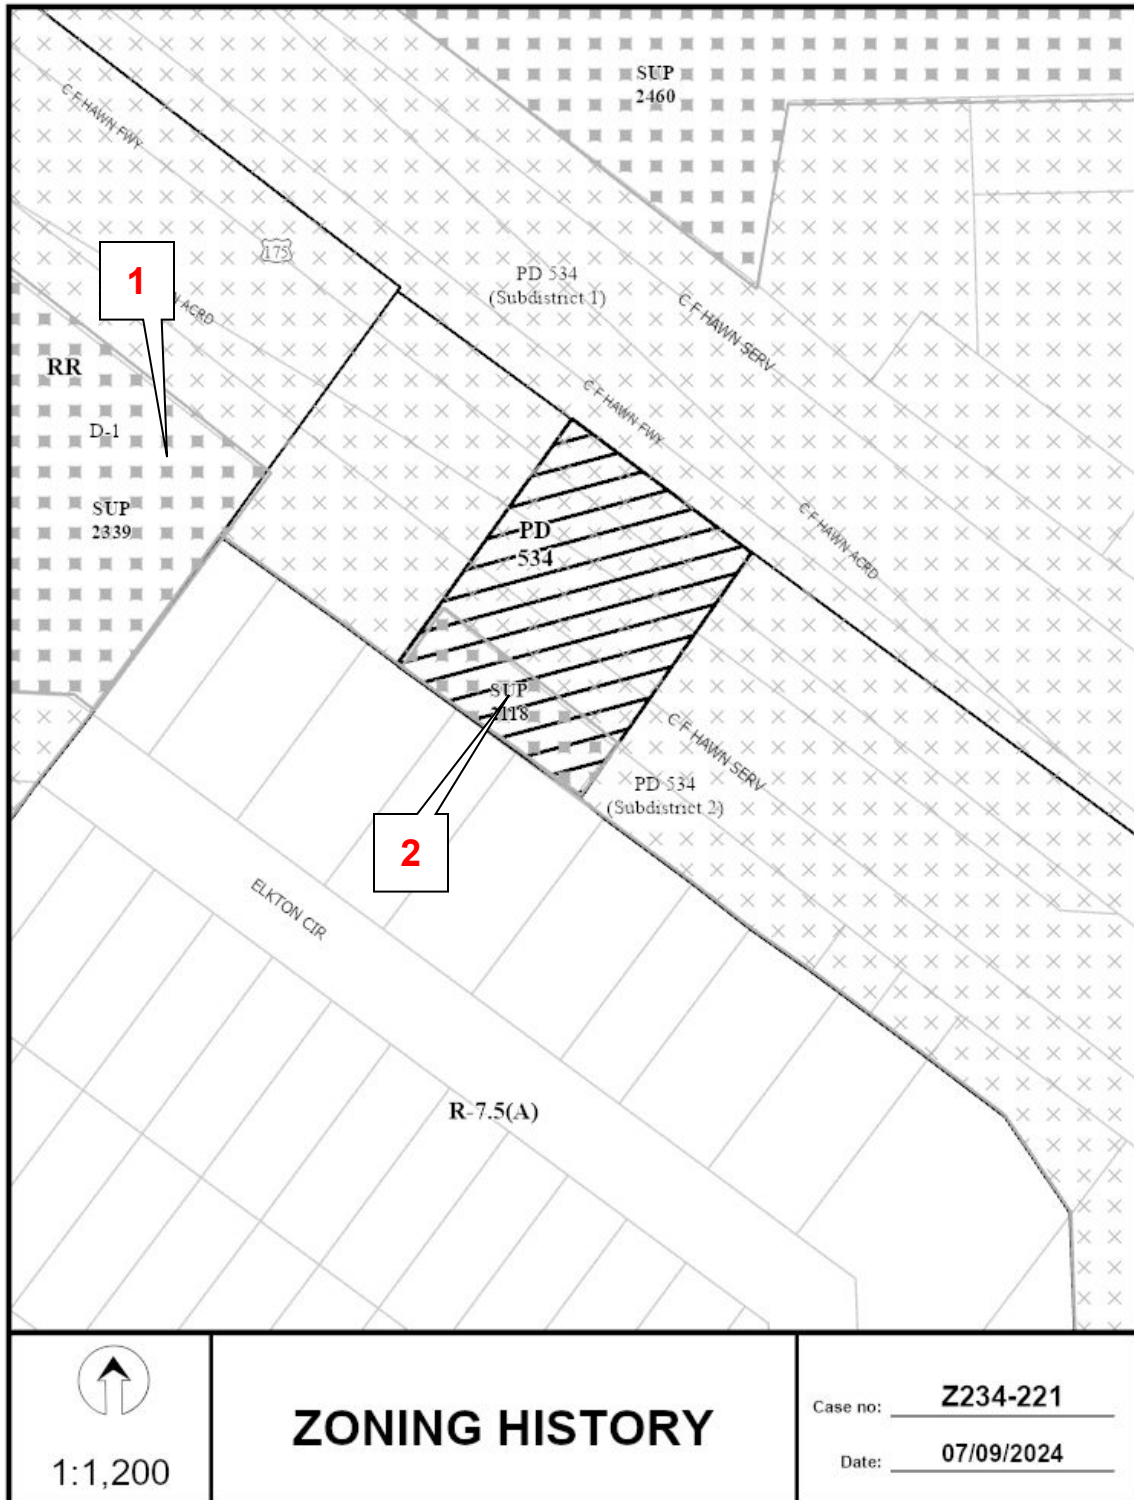 SUP
2460
C F HAWN FWY
175
1
PD 534
(Subdistrict 1)
C F HAWN SERV
ACRD
RR
C F HAWN FWY
D-1
SUP
2339
PD
534
C F HAWN ACRD
SUP
2118
C F HAWN SERV
PD 534
(Subdistrict 2)
2
ELKTON CIR
R-7.5(A)
1:1,200
ZONING HISTORY
Case no: Z234-221
Date: 07/09/2024